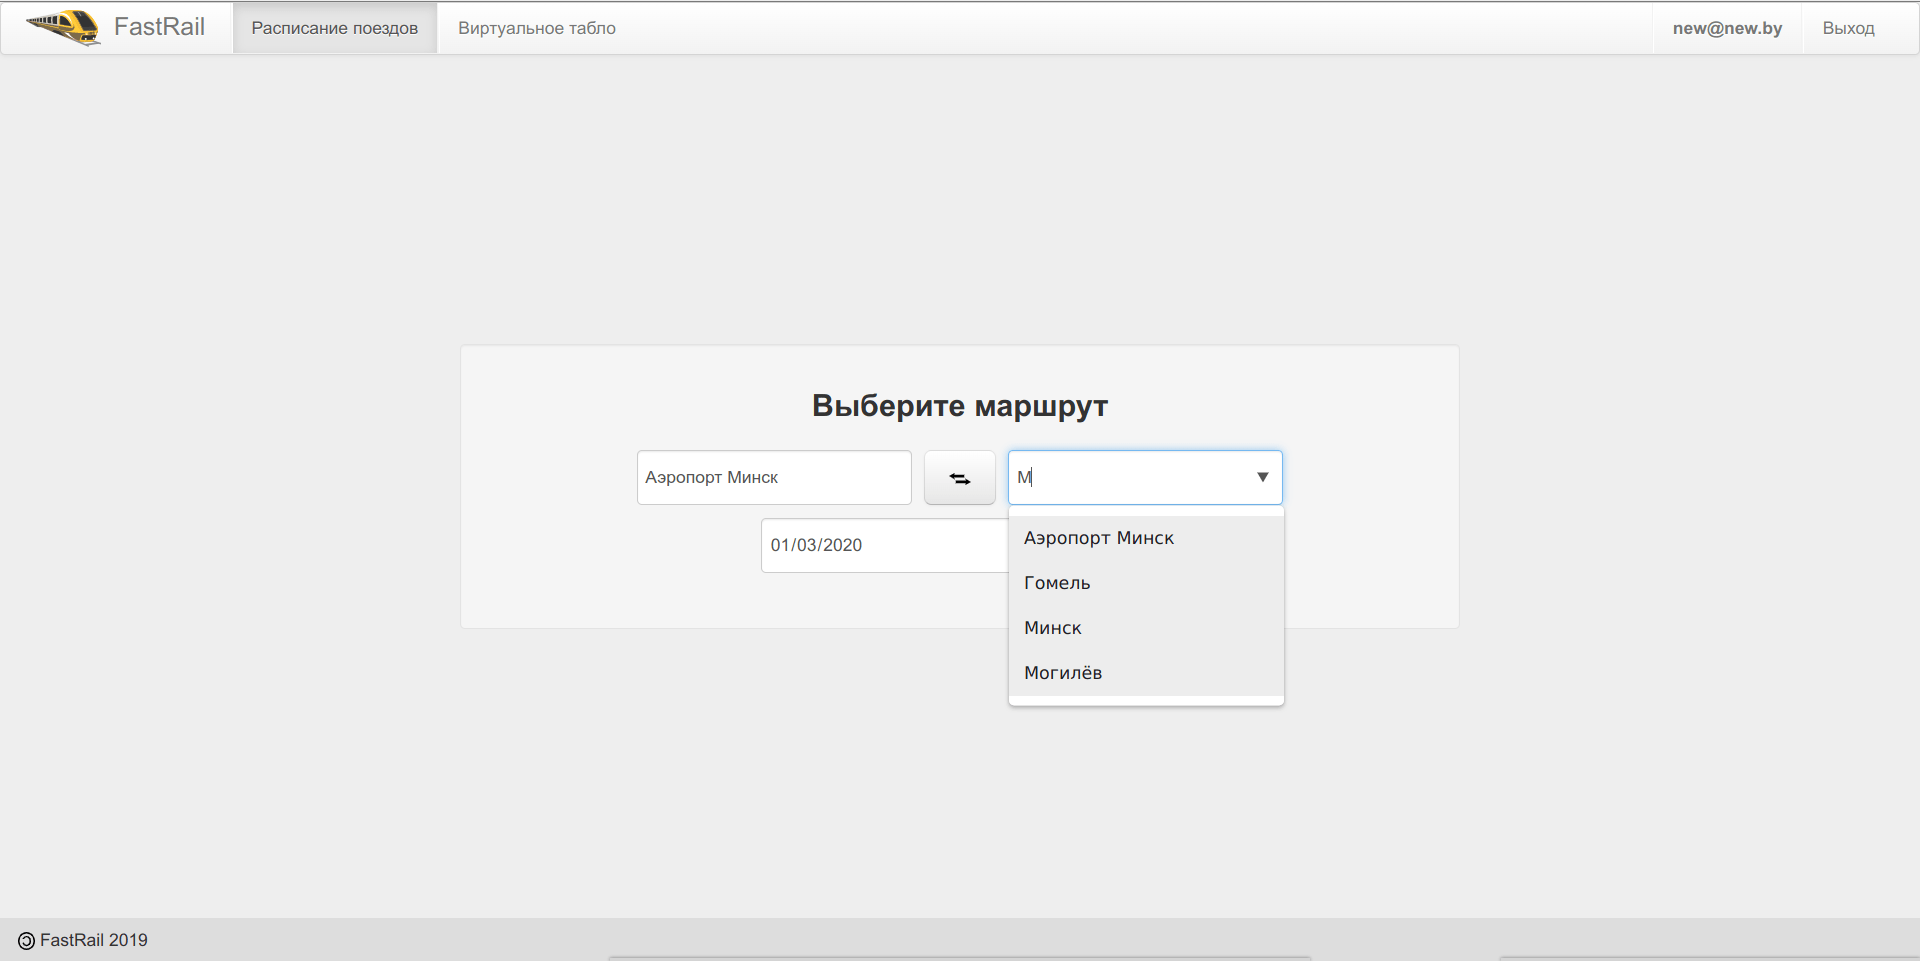 FastRail
Расписание поездов
Виртуальное табло
new@new.by
Выход
Выберите маршрут
Аэропорт Минск
М
01/03/2020
Аэропорт Минск
Гомель
Минск
Могилёв
FastRail 2019